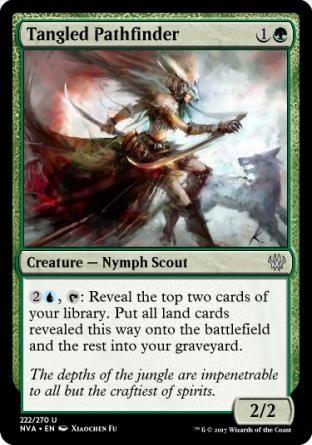 Tangled Pathfinder 1
Creature — Nymph Scout
2, : Reveal the top two cards of
your library. Put all land cards
revealed this way onto the battlefield
and the rest into your graveyard.
The depths of the jungle are impenetrable
to all but the craftiest of spirits.
2/2
222/270 U
NVA • EN XIAOCHEN FU
™ & © 2017 Wizards of the Coast